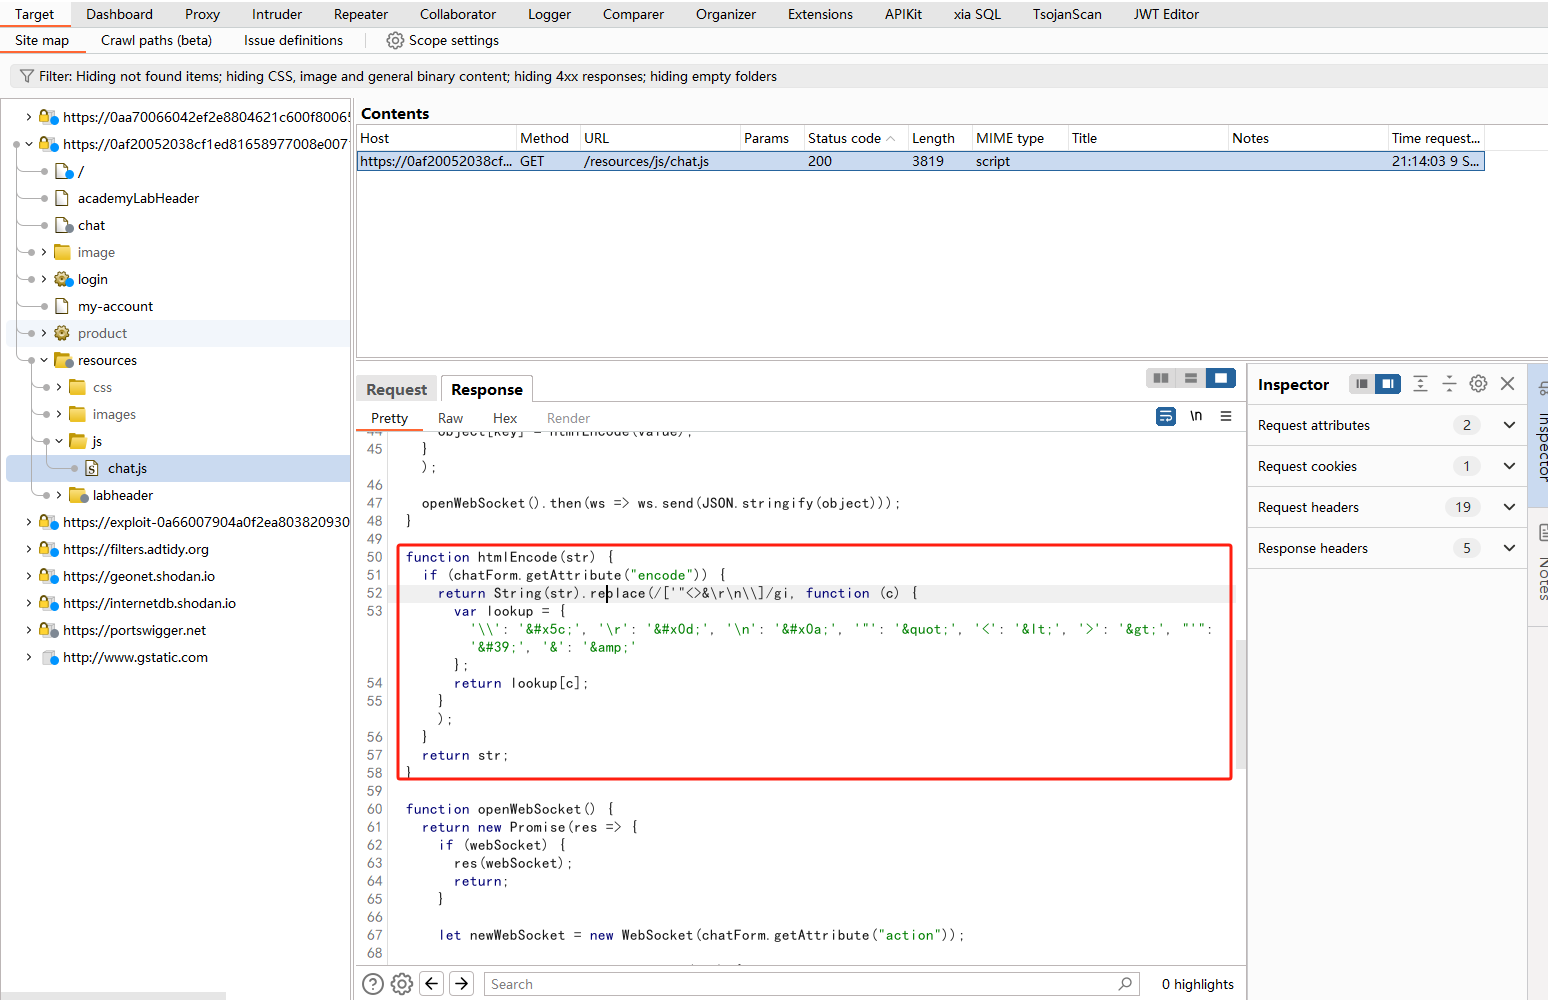 Target Dashboard Proxy Intruder Repeater Collaborator Logger Comparer Organizer Extensions APIKit xia SQL TsojanScan JWT Editor
Site map Crawl paths (beta) Issue definitions Scope settings
Filter: Hiding not found items; hiding CSS, image and general binary content; hiding 4xx responses; hiding empty folders
https://0aa70066042ef2e8804621c600f80065
https://0af20052038cf1ed81658977008e007
/
academyLabHeader
chat
image
login
my-account
product
resources
css
images
js
chat.js
labheader
https://exploit-0a66007904a0f2ea803820930
https://filters.adtidy.org
https://geonet.shodan.io
https://internetdb.shodan.io
https://portswigger.net
http://www.gstatic.com
Contents
Host Method URL Params Status code Length MIME type Title Notes Time request...
https://0af20052038cf... GET /resources/js/chat.js 200 3819 script 21:14:03 9 S...
Request Response
Pretty Raw Hex Render \n
44 object[key] = htmlEncode(value);
45 }
);
46
47 openWebSocket().then(ws => ws.send(JSON.stringify(object)));
48 }
49
50 function htmlEncode(str) {
51 if (chatForm.getAttribute("encode")) {
52 return String(str).replace(/['"<>&\r\n\\]/gi, function (c) {
53 var lookup = {
'\\': '&#x5c;', '\r': '&#x0d;', '\n': '&#x0a;', '"': '&quot;', '<': '&lt;', '>': '&gt;', "'":
'&#39;', '&': '&amp;'
};
54 return lookup[c];
55 }
);
56 }
57 return str;
58 }
59
60 function openWebSocket() {
61 return new Promise(res => {
62 if (webSocket) {
63 res(webSocket);
64 return;
65 }
66
67 let newWebSocket = new WebSocket(chatForm.getAttribute("action"));
68
Search 0 highlights
Inspector
Request attributes 2
Request cookies 1
Request headers 19
Response headers 5
Inspector
Notes